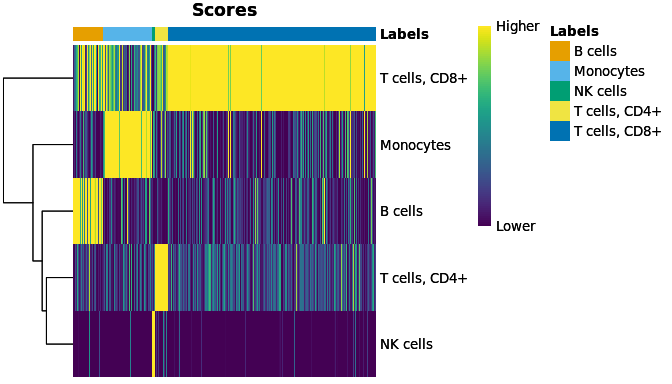 Scores
Labels
T cells, CD8+
Monocytes
B cells
T cells, CD4+
NK cells
Higher
Lower
Labels
B cells
Monocytes
NK cells
T cells, CD4+
T cells, CD8+